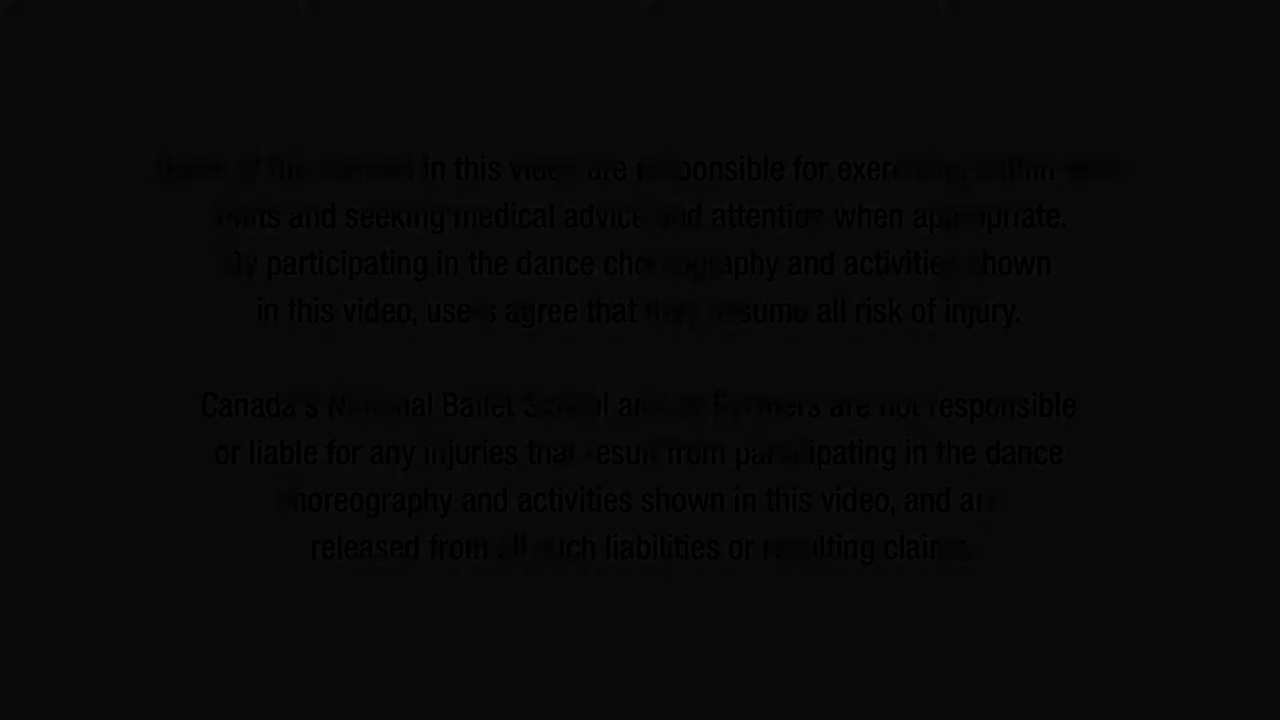 in this video are responsible for exercising within
limits and seeking medical advice and attention when appropriate.
By participating in the dance choreography and activities shown
in this video, users agree that they assume all risk of injury.
Canada's National Ballet School and its Partners are not responsible
or liable for any injuries that result from participating in the dance
choreography and activities shown in this video, and are
released from all such liabilities or resulting claims.